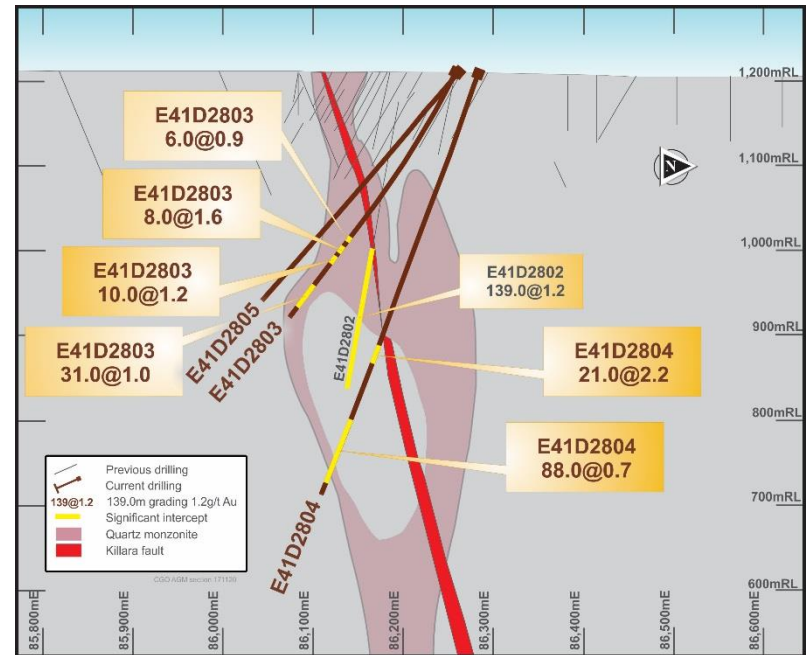 1,200mRL
E41D2803
6.0@0.9
1,100mRL
N
E41D2803
8.0@1.6
1,000mRL
E41D2803
10.0@1.2
E41D2802
139.0@1.2
E41D2805
E41D2803
900mRL
E41D2803
31.0@1.0
E41D2802
E41D2804
21.0@2.2
800mRL
E41D2804
88.0@0.7
Previous drilling
Current drilling
139@1.2 139.0m grading 1.2g/t Au
Significant intercept
Quartz monzonite
Killara fault
700mRL
E41D2804
CGO AGM section 171120
600mRL
85,800mE
85,900mE
86,000mE
86,100mE
86,200mE
86,300mE
86,400mE
86,500mE
86,600mE